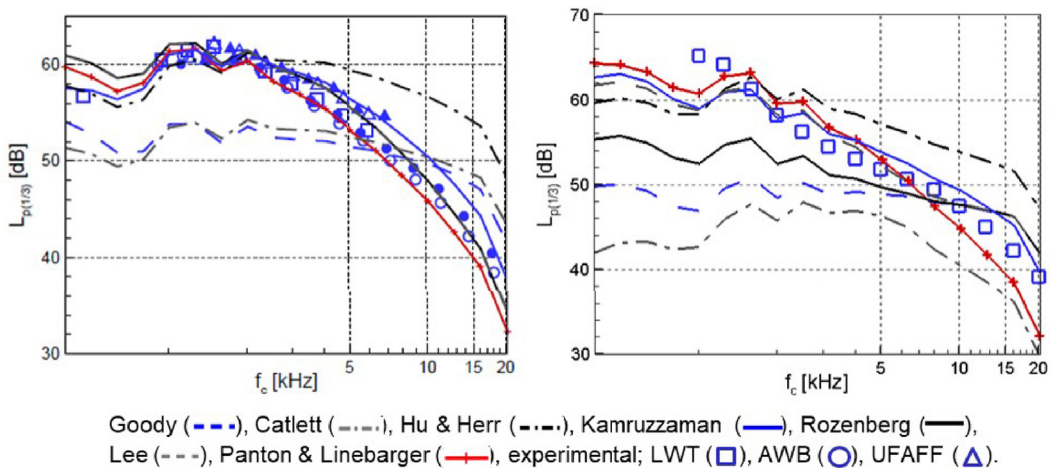 60
50
40
30
L_p(1/3) [dB]
5 10 15 20
f_c [kHz]
70
60
50
40
30
L_p(1/3) [dB]
5 10 15 20
f_c [kHz]
Goody ( ), Catlett ( ), Hu & Herr ( ), Kamruzzaman ( ), Rozenberg ( ),
Lee ( ), Panton & Linebarger ( ), experimental; LWT ( ), AWB ( ), UFAFF ( ).